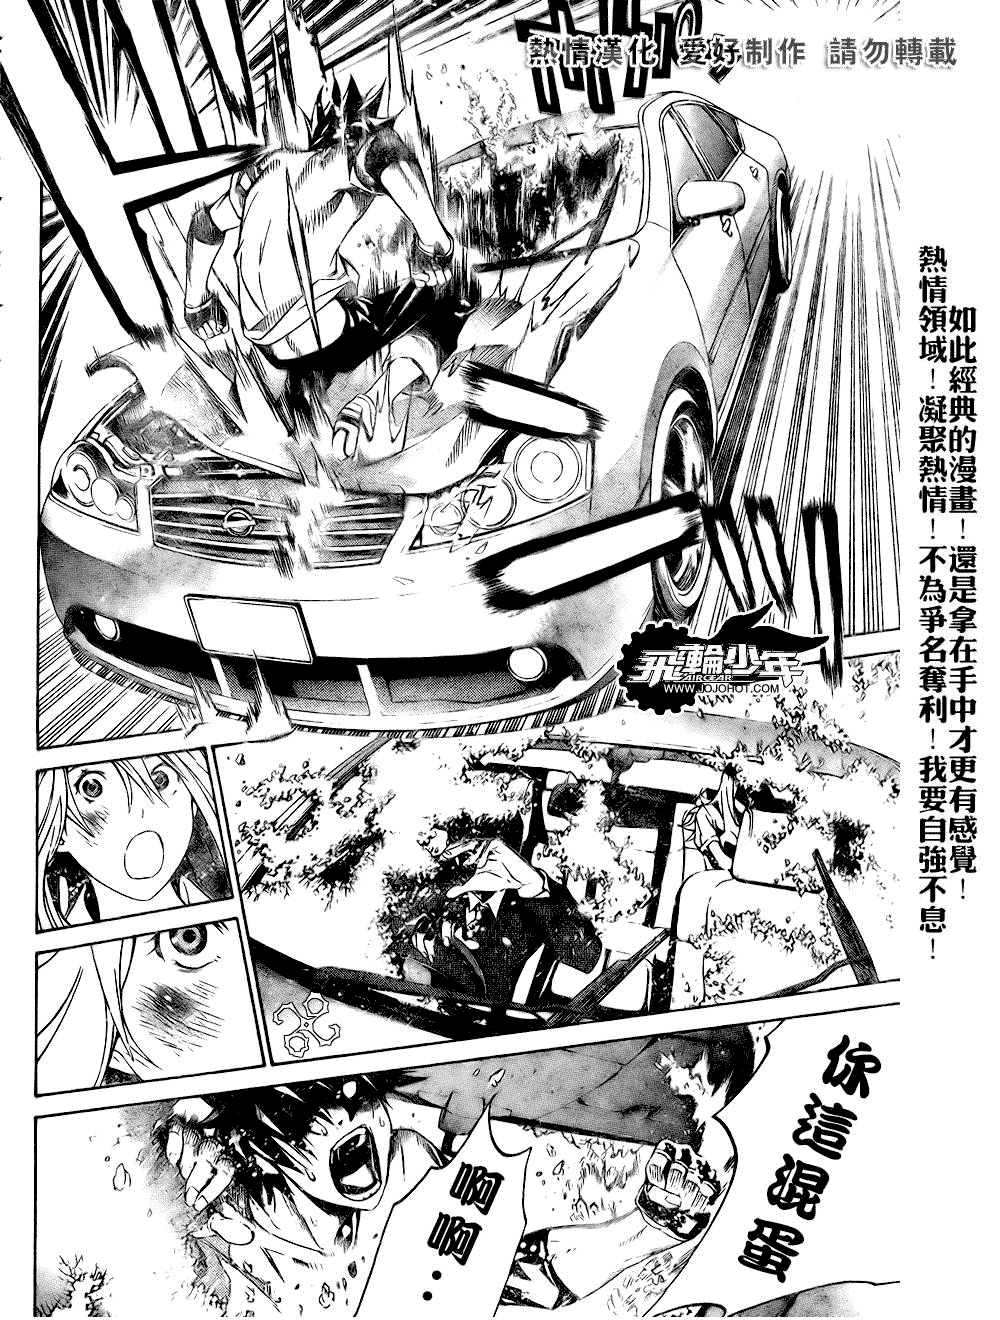 熱情漢化 愛好制作 請勿轉載
如此經典的漫畫！還是拿在手中才更有感覺！
熱情領域！凝聚熱情！不為爭名奪利！我要自強不息！
飛輪少年
AIR GEAR
WWW.JOJOHOT.COM
你這混蛋
啊啊‥